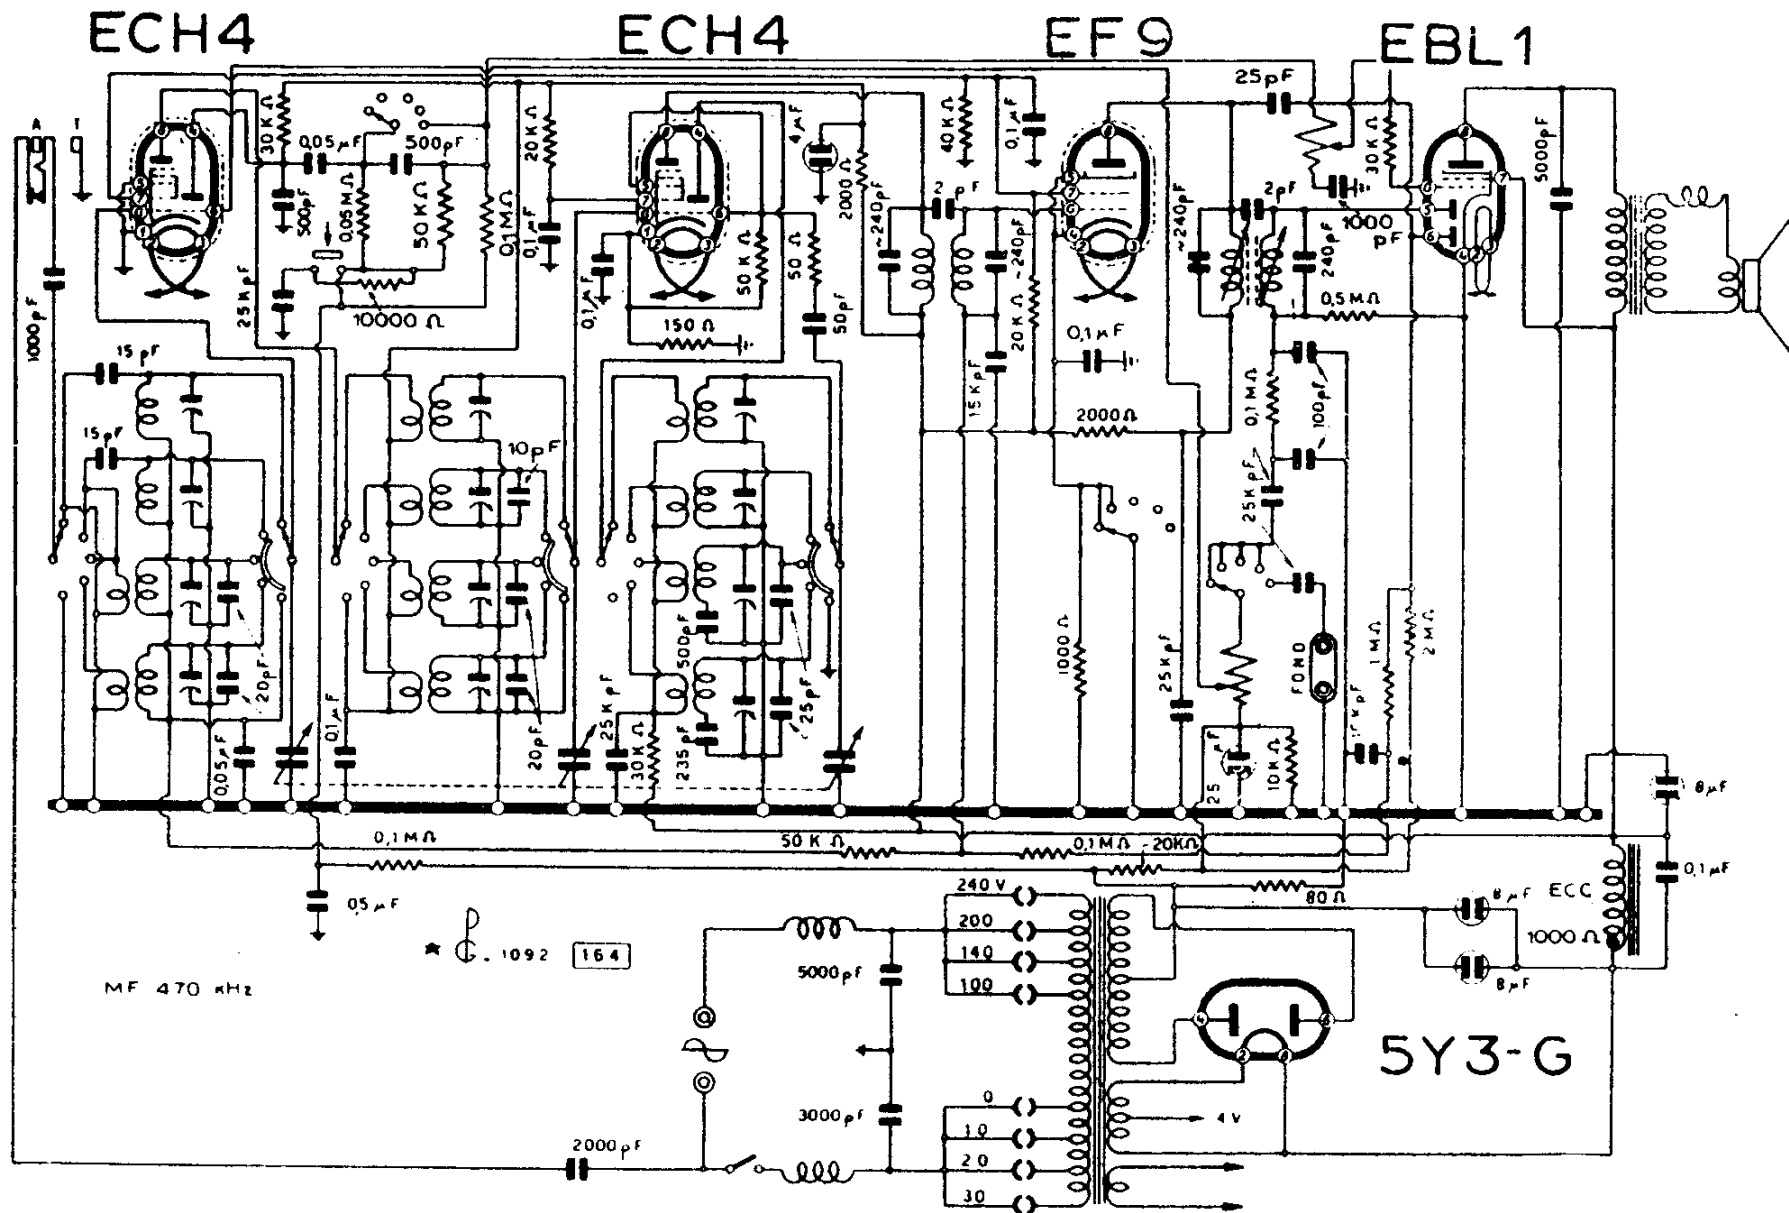 ECH4
ECH4
EF9
EBL1
A
T
30KΩ
0,05µF
500pF
20KΩ
4µF
40KΩ
0,1µF
25pF
30KΩ
5000pF
500pF
0,05MΩ
50KΩ
0,1MΩ
0,1µF
2000Ω
~240pF
2pF
~240pF
2pF
1000
pF
25KpF
10000Ω
0,1µF
50KΩ
50Ω
50pF
20KΩ
~240pF
240pF
0,5MΩ
1000pF
150Ω
0,1µF
15pF
15pF
10pF
15KpF
2000Ω
0,1MΩ
100pF
25KpF
500pF
1000Ω
25KpF
FONO
1MΩ
2MΩ
20pF
0,05µF
0,1µF
20pF
25KpF
30KΩ
235pF
25pF
25
µF
10KΩ
8µF
0,1MΩ
50KΩ
0,1MΩ
~20KΩ
0,1µF
0,5µF
80Ω
8µF
ECC
1000Ω
8µF
1092
164
MF 470 KHz
240V
200
140
100
5000pF
3000pF
2000pF
0
10
20
30
4V
5Y3-G